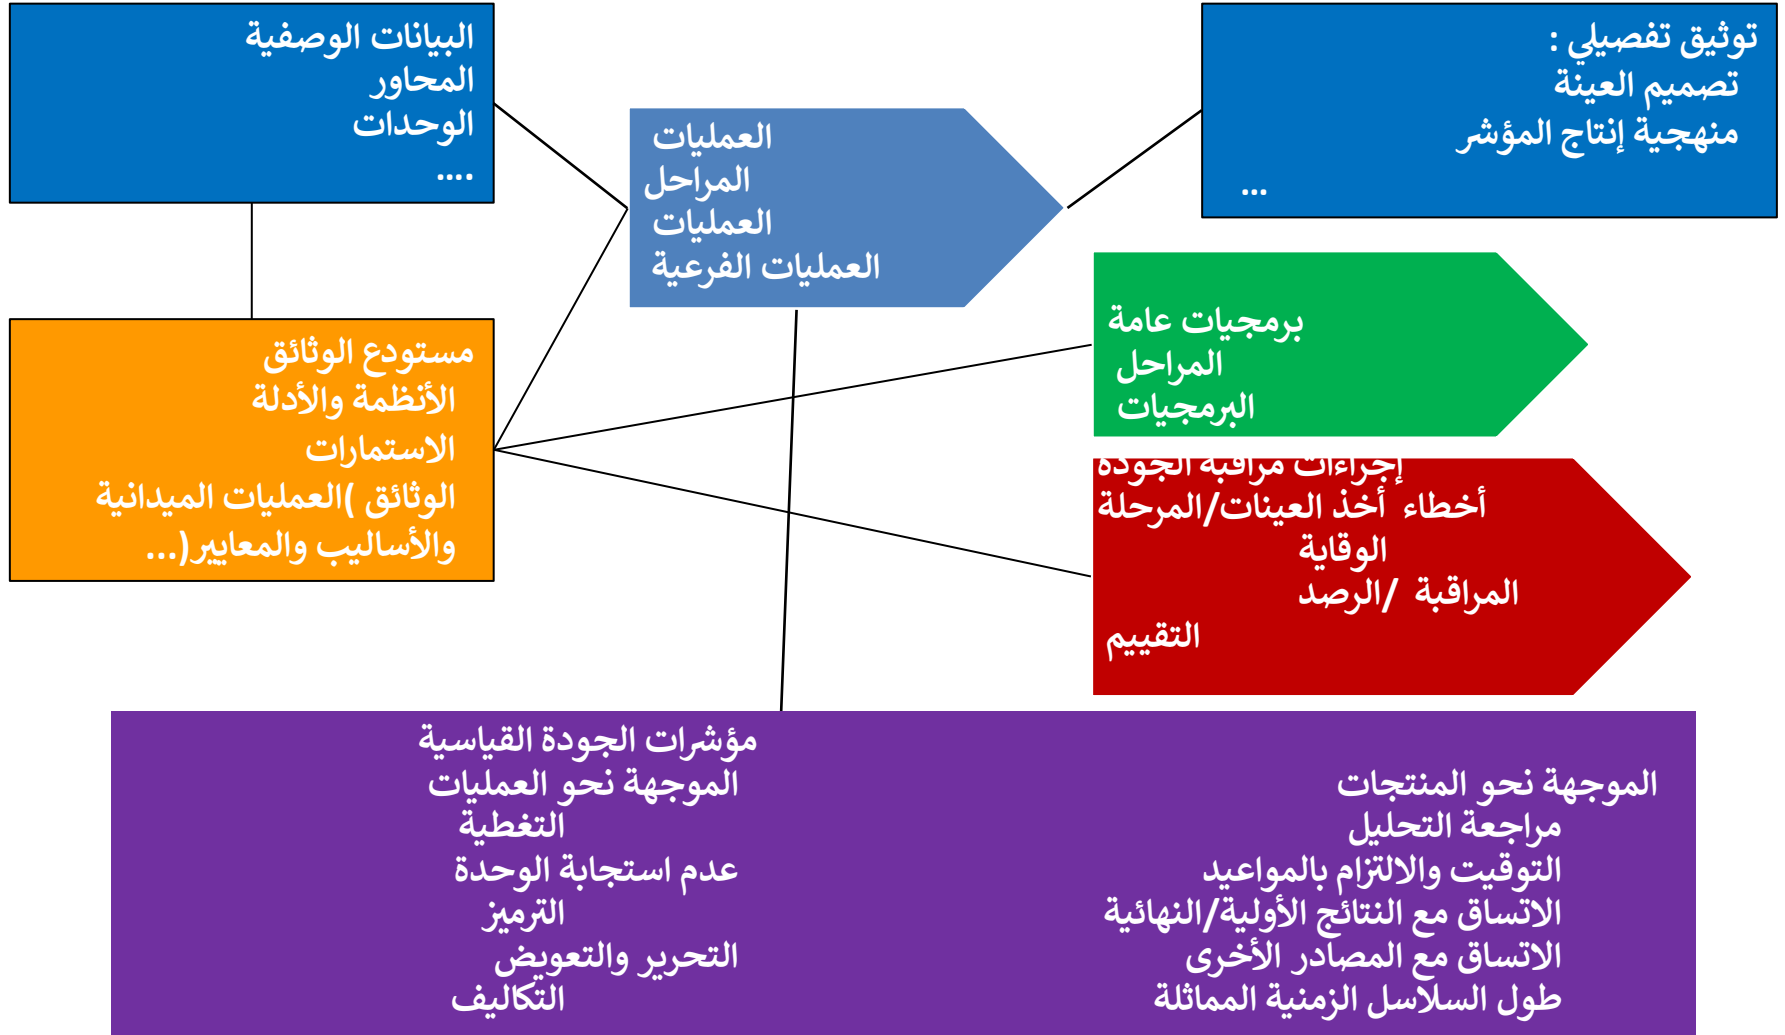 توثيق تفصيلي :
تصميم العينة
منهجية إنتاج المؤشر
...
البيانات الوصفية
المحاور
الوحدات
....
العمليات
المراحل
العمليات
العمليات الفرعية
برمجيات عامة
المراحل
البرمجيات
مستودع الوثائق
الأنظمة والأدلة
الاستمارات
الوثائق )العمليات الميدانية
والأساليب والمعايير(...
إجراءات مراقبة الجودة
أخطاء أخذ العينات/المرحلة
الوقاية
المراقبة /الرصد
التقييم
مؤشرات الجودة القياسية
الموجهة نحو العمليات
التغطية
عدم استجابة الوحدة
الترميز
التحرير والتعويض
التكاليف
الموجهة نحو المنتجات
مراجعة التحليل
التوقيت والالتزام بالمواعيد
الاتساق مع النتائج الأولية/النهائية
الاتساق مع المصادر الأخرى
طول السلاسل الزمنية المماثلة